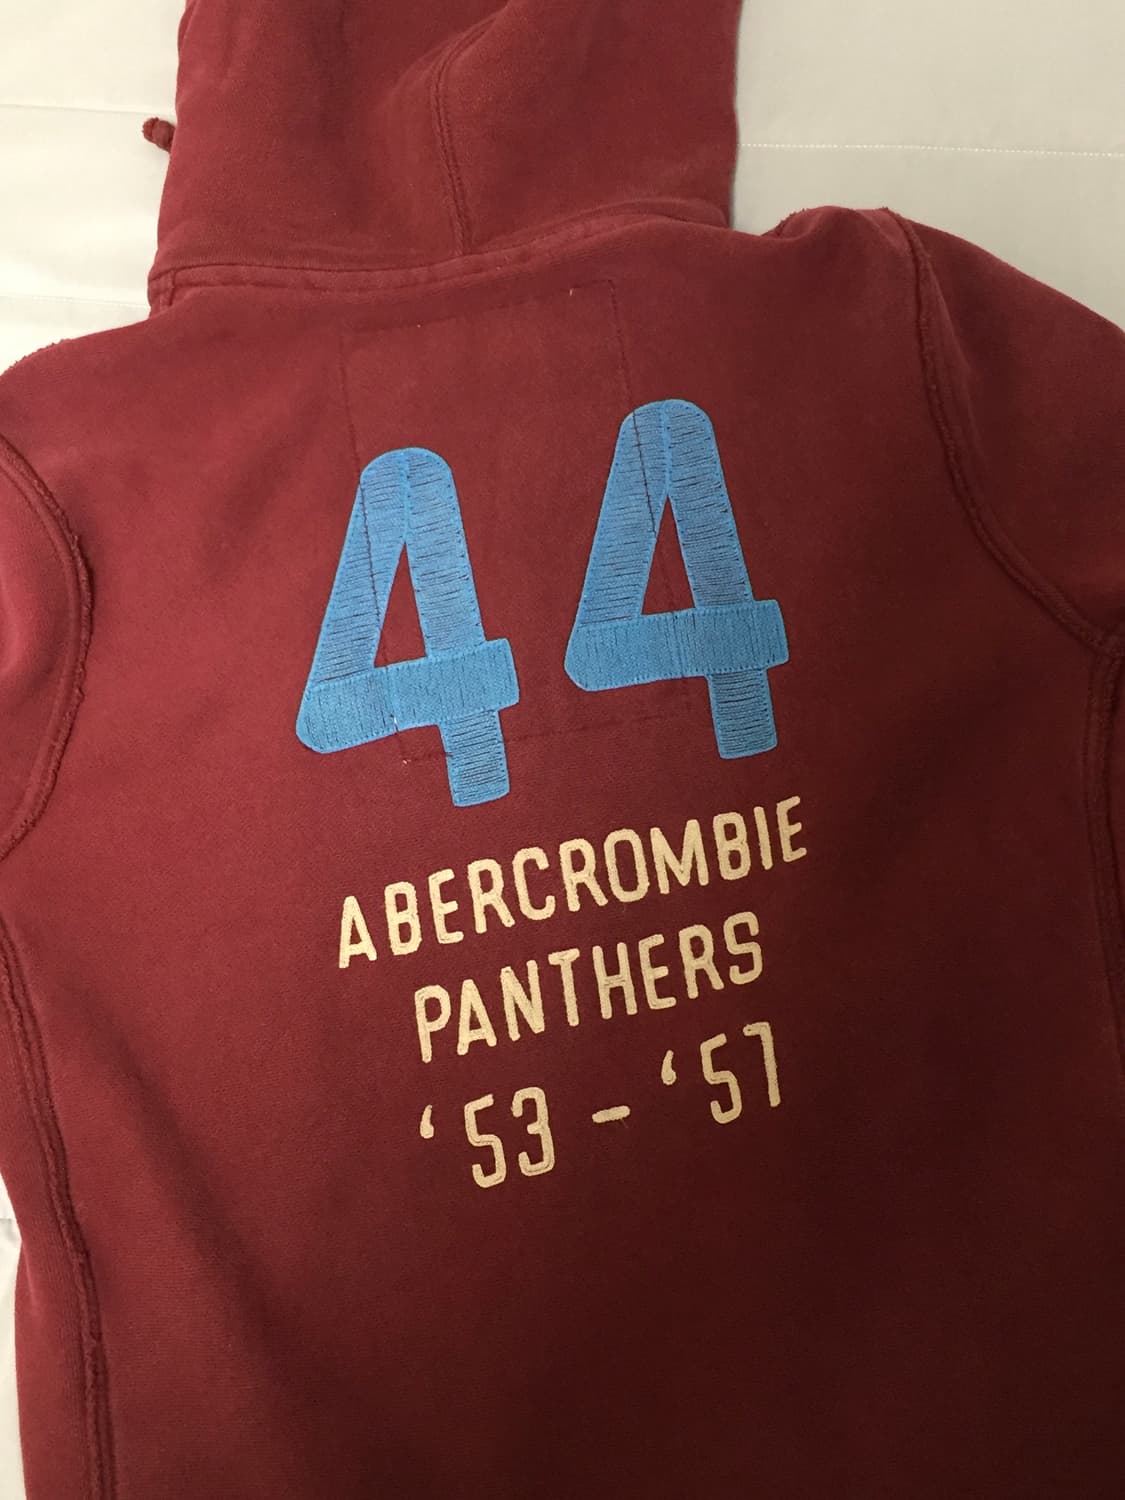 44
ABERCROMBIE
PANTHERS
‘53 - ‘57